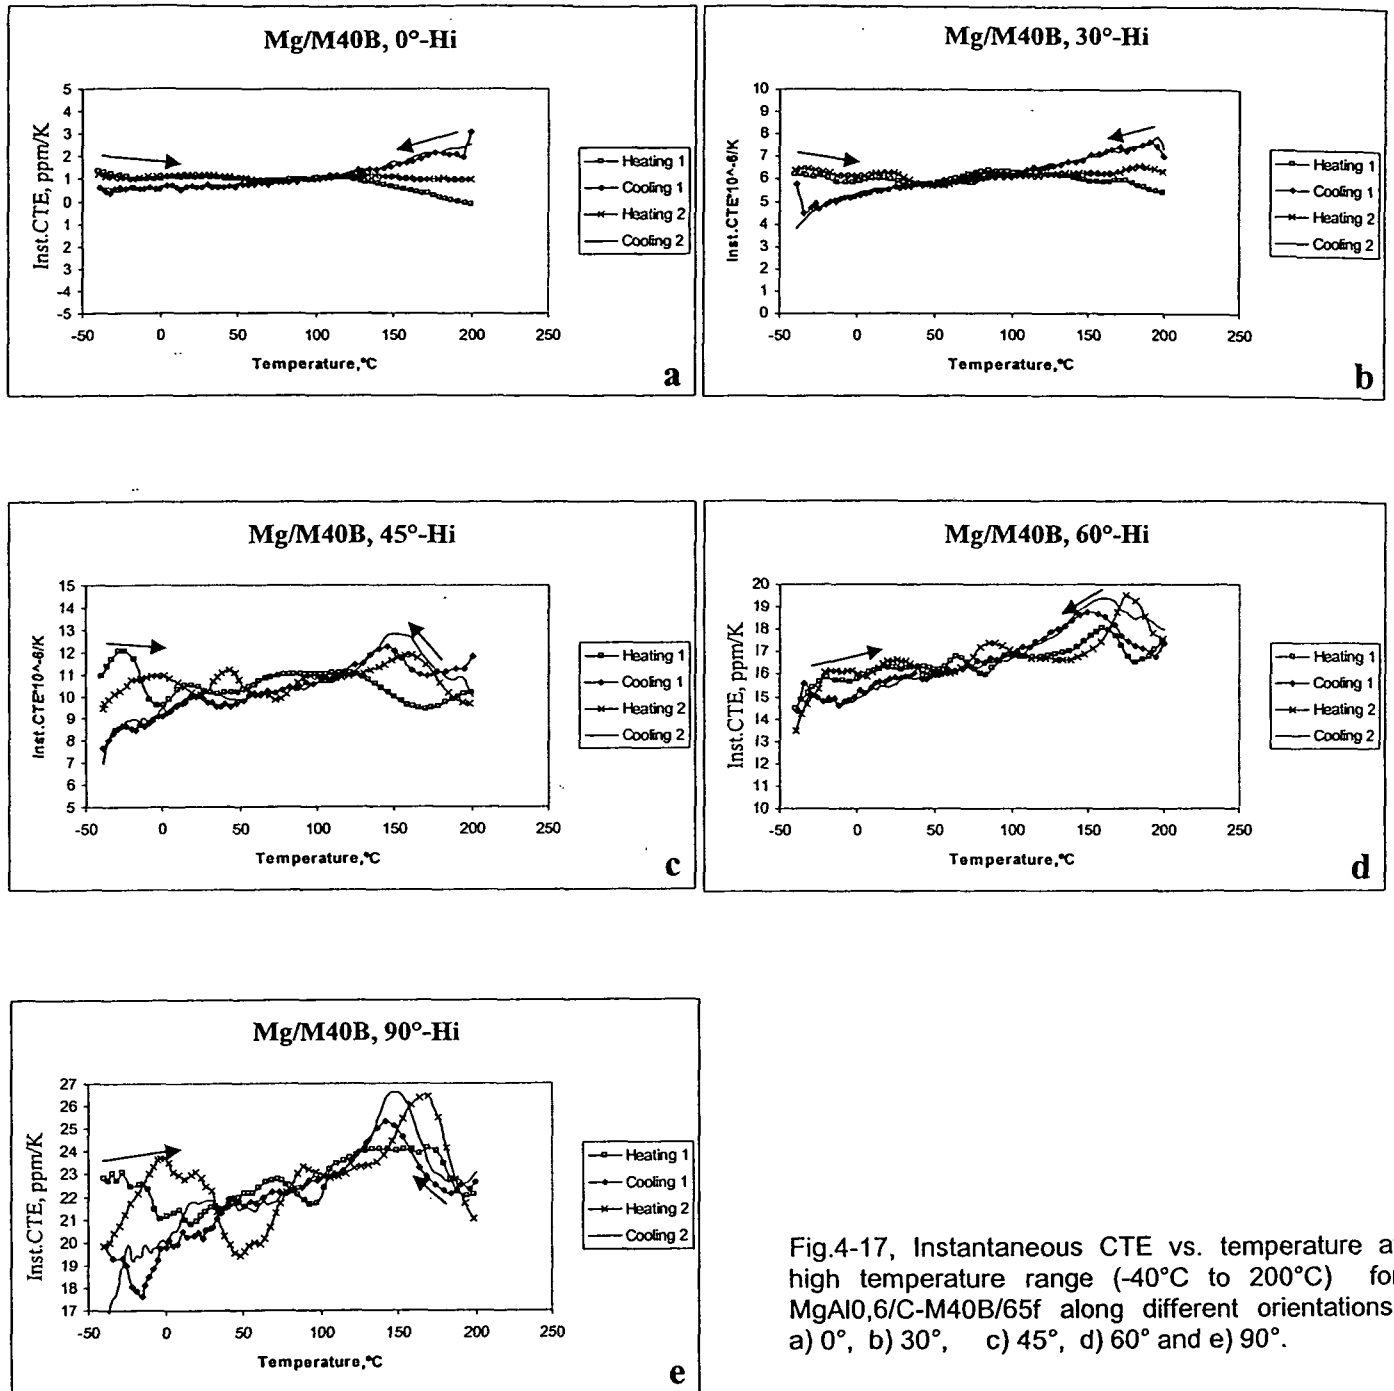 Mg/M40B, 0°-Hi
Inst.CTE, ppm/K
5
4
3
2
1
0
1
2
3
-4
-5
-50 0 50 100 150 200 250
Temperature,°C
Heating 1
Cooling 1
Heating 2
Cooling 2
a
Mg/M40B, 30°-Hi
Inst.CTE*10^-6/K
10
9
8
7
6
5
4
3
2
1
0
-50 0 50 100 150 200 250
Temperature,°C
Heating 1
Cooling 1
Heating 2
Cooling 2
b
Mg/M40B, 45°-Hi
Inst.CTE*10^-6/K
15
14
13
12
11
10
9
8
7
6
5
-50 0 50 100 150 200 250
Temperature,°C
Heating 1
Cooling 1
Heating 2
Cooling 2
c
Mg/M40B, 60°-Hi
Inst.CTE, ppm/K
20
19
18
17
16
15
14
13
12
11
10
-50 0 50 100 150 200 250
Temperature,°C
Heating 1
Cooling 1
Heating 2
Cooling 2
d
Mg/M40B, 90°-Hi
Inst.CTE, ppm/K
27
26
25
24
23
22
21
20
19
18
17
-50 0 50 100 150 200 250
Temperature,°C
Heating 1
Cooling 1
Heating 2
Cooling 2
e
Fig.4-17, Instantaneous CTE vs. temperature at
high temperature range (-40°C to 200°C) for
MgAl0,6/C-M40B/65f along different orientations
a) 0°, b) 30°, c) 45°, d) 60° and e) 90°.